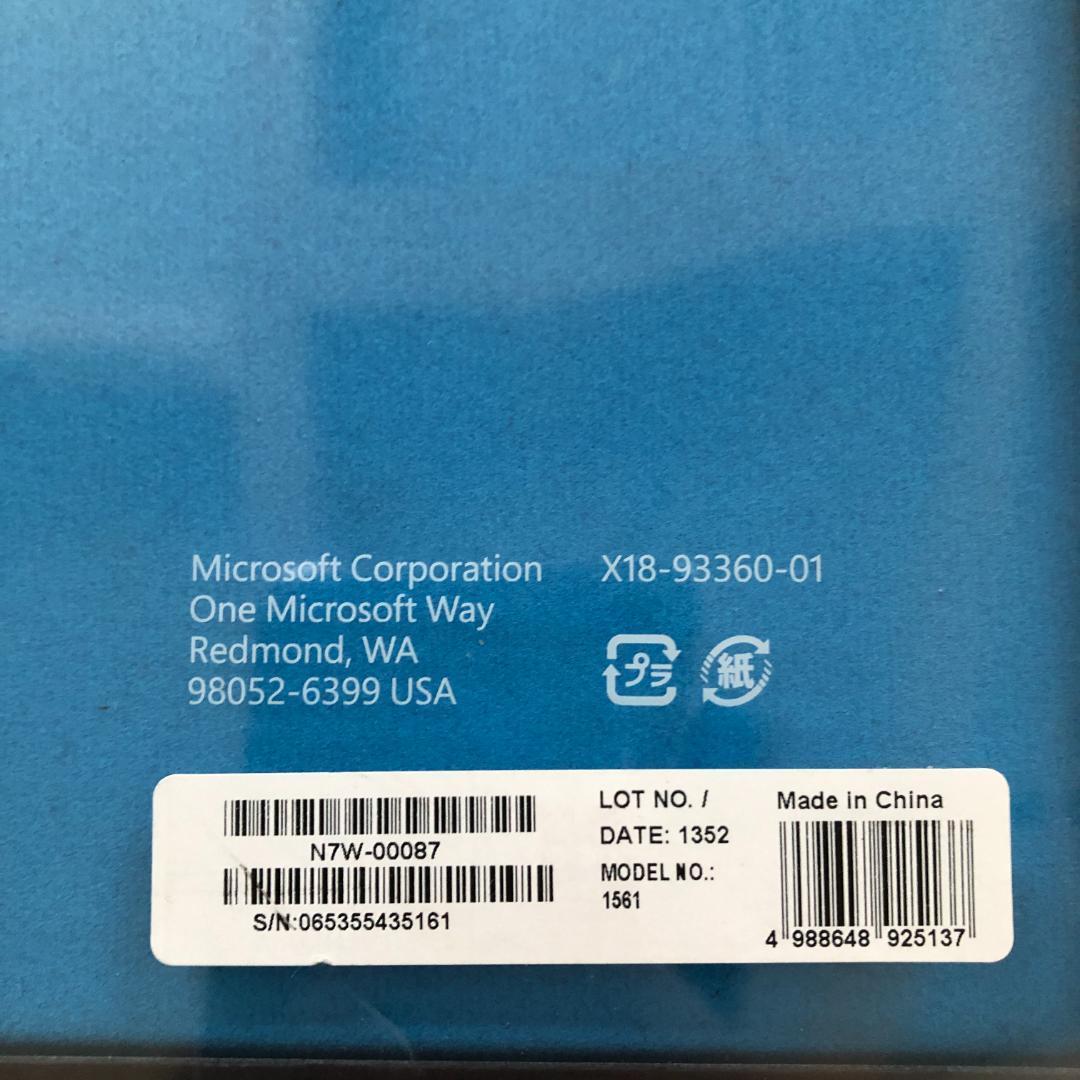 Microsoft Corporation
One Microsoft Way
Redmond, WA
98052-6399 USA
X18-93360-01
プラ
紙
N7W-00087
S/N:065355435161
LOT NO. /
DATE: 1352
MODEL NO.:
1561
Made in China
4 988648 925137